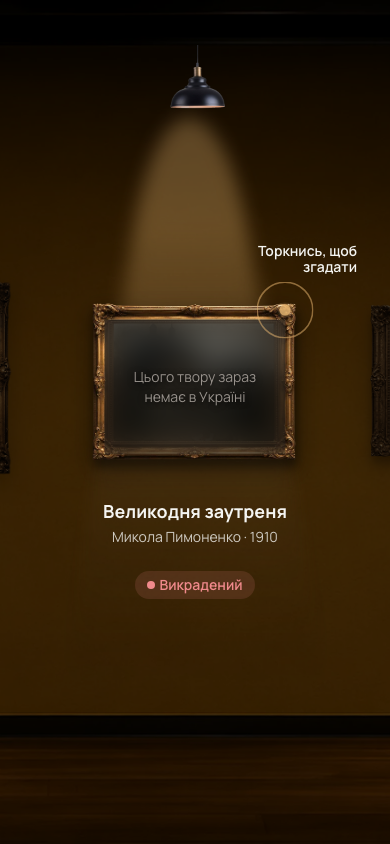 Торкнись, щоб
згадати
Цього твору зараз
немає в Україні
Великодня заутреня
Микола Пимоненко · 1910
Викрадений